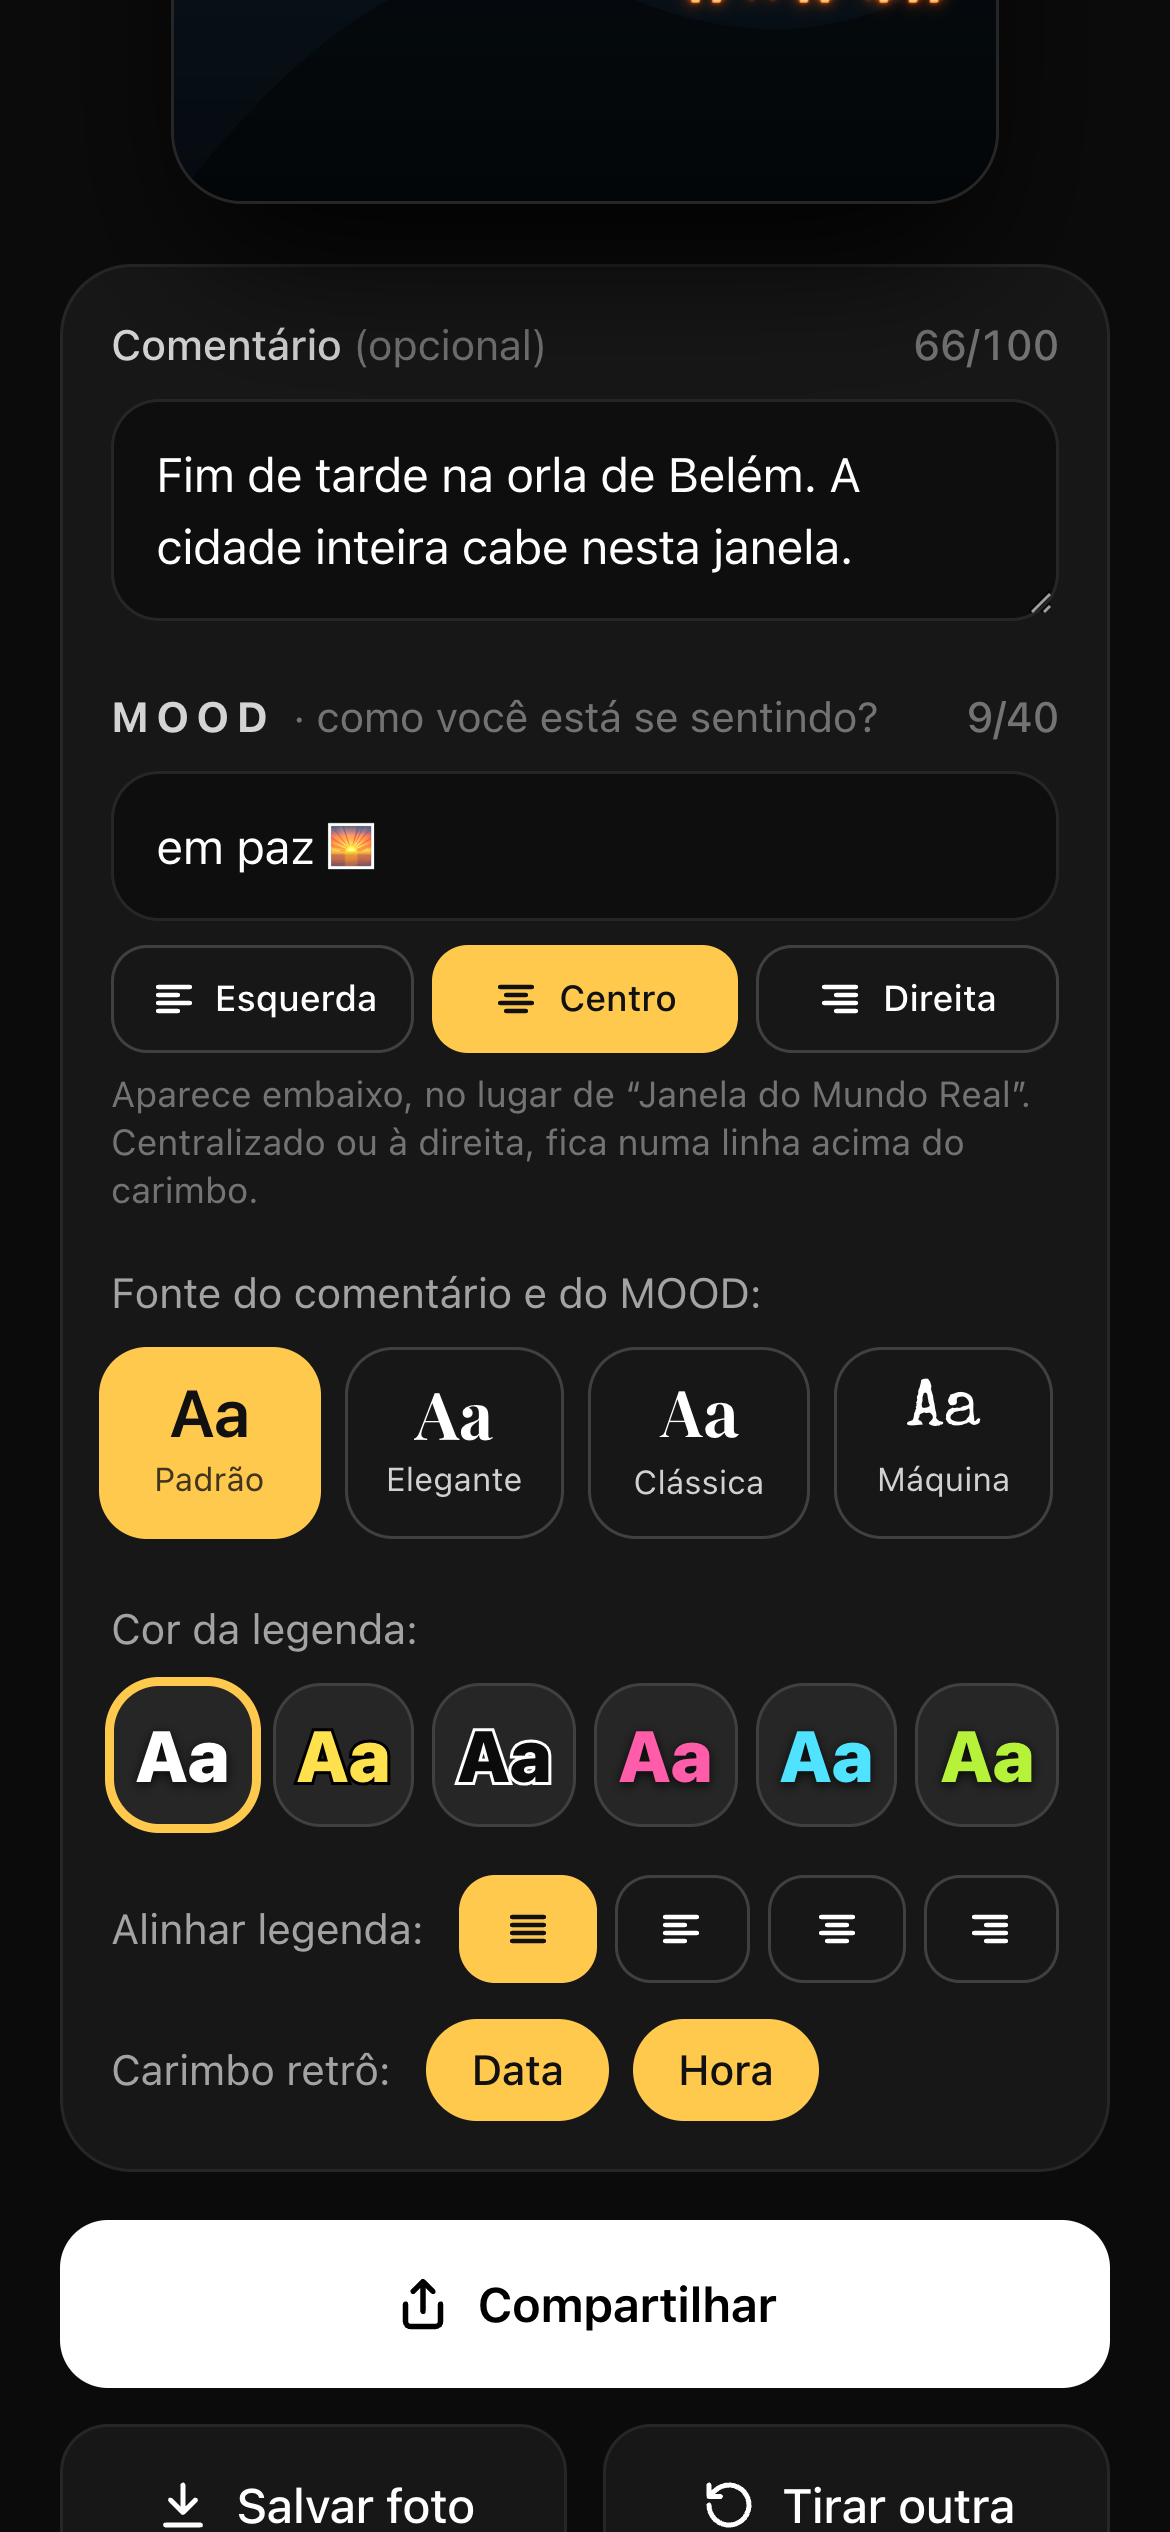 Comentário (opcional) 66/100
Fim de tarde na orla de Belém. A
cidade inteira cabe nesta janela.
MOOD · como você está se sentindo? 9/40
em paz 🌅
Esquerda Centro Direita
Aparece embaixo, no lugar de “Janela do Mundo Real”.
Centralizado ou à direita, fica numa linha acima do
carimbo.
Fonte do comentário e do MOOD:
Aa Aa Aa Aa
Padrão Elegante Clássica Máquina
Cor da legenda:
Aa Aa Aa Aa Aa Aa
Alinhar legenda:
Carimbo retrô: Data Hora
Compartilhar
Salvar foto Tirar outra